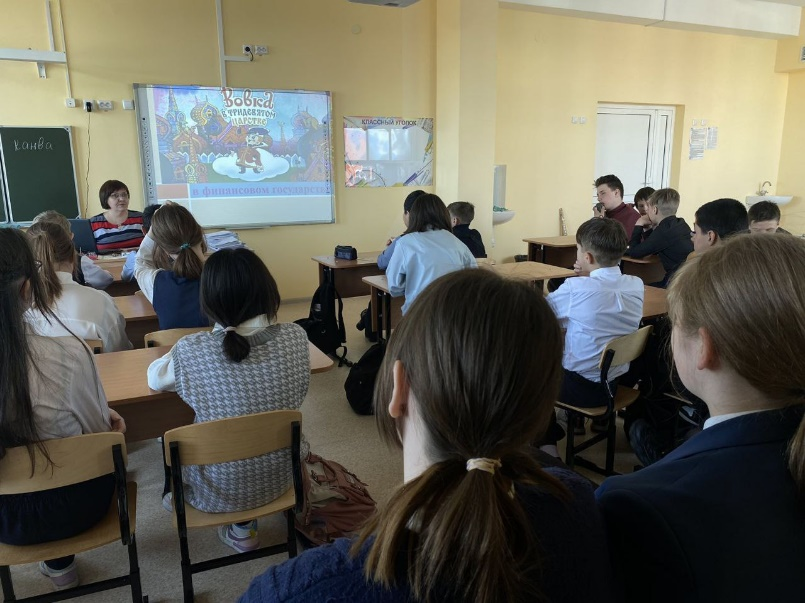 Канва
Вовка
в тридевятом
царстве
и финансовом государстве
КЛАССНЫЙ УГОЛОК